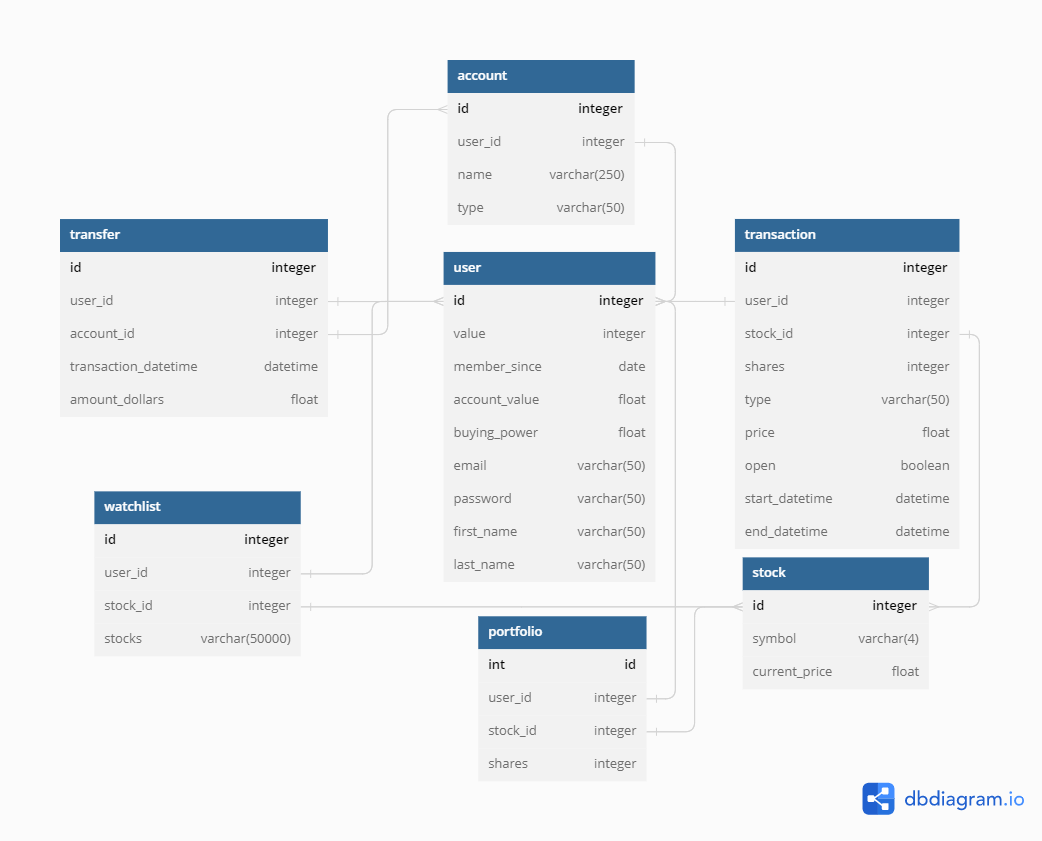 account
id integer
user_id integer
name varchar(250)
type varchar(50)
transfer
id integer
user_id integer
account_id integer
transaction_datetime datetime
amount_dollars float
user
id integer
value integer
member_since date
account_value float
buying_power float
email varchar(50)
password varchar(50)
first_name varchar(50)
last_name varchar(50)
transaction
id integer
user_id integer
stock_id integer
shares integer
type varchar(50)
price float
open boolean
start_datetime datetime
end_datetime datetime
watchlist
id integer
user_id integer
stock_id integer
stocks varchar(50000)
stock
id integer
symbol varchar(4)
current_price float
portfolio
int id
user_id integer
stock_id integer
shares integer
dbdiagram.io